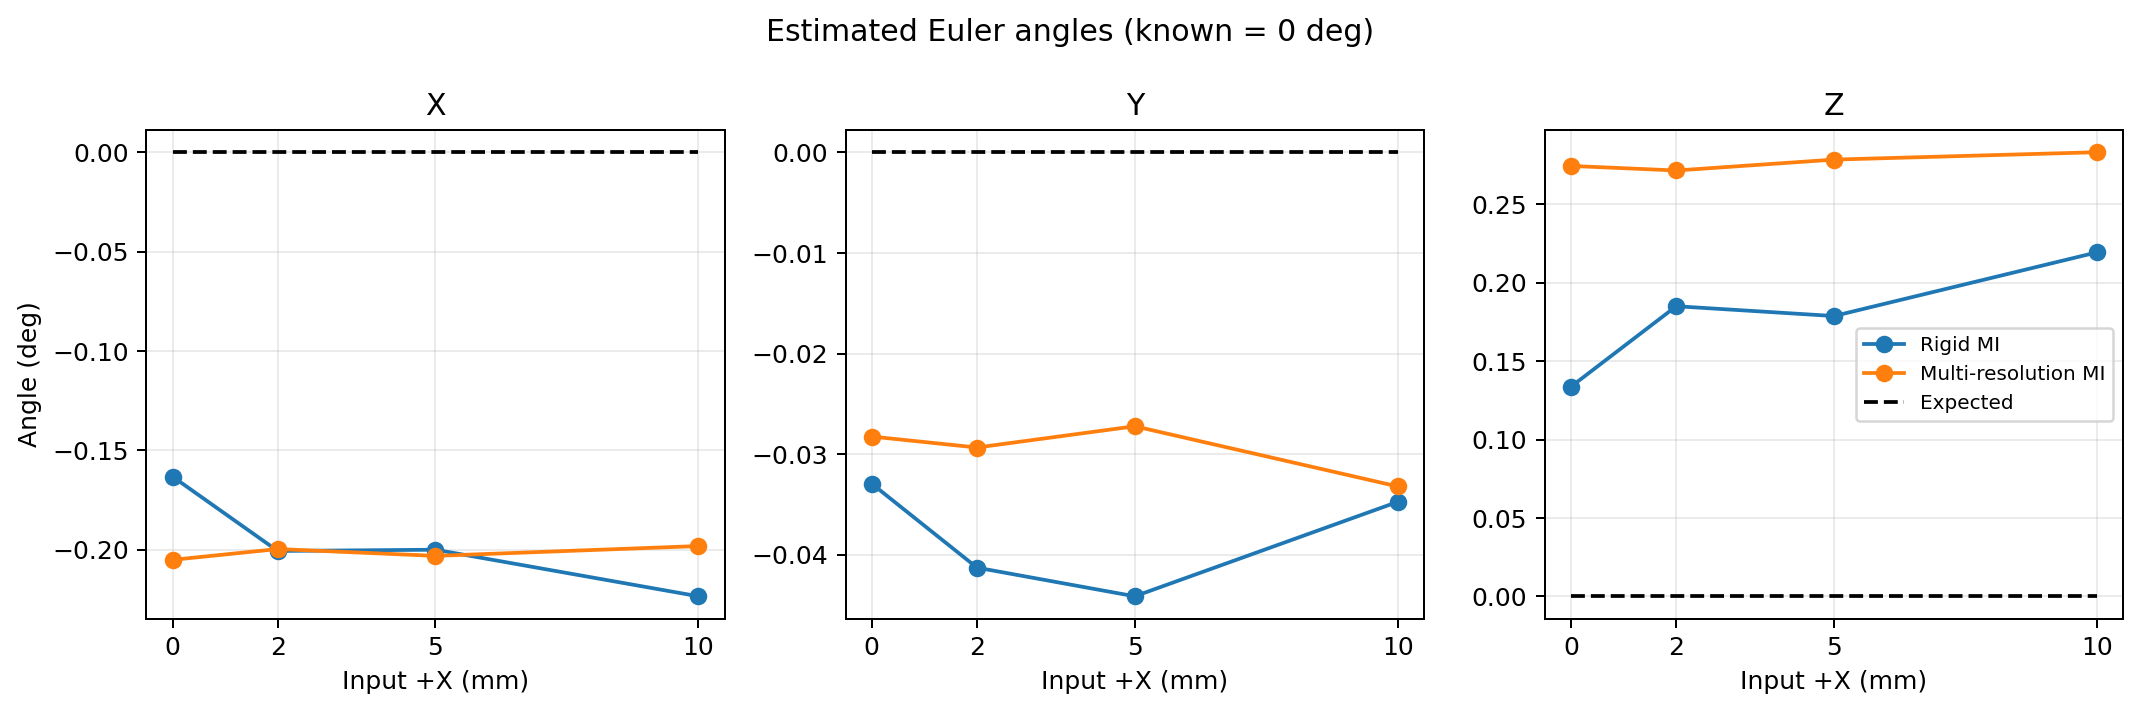 Estimated Euler angles (known = 0 deg)
X
Y
Z
Angle (deg)
0.00
−0.05
−0.10
−0.15
−0.20
0 2 5 10
Input +X (mm)
0.00
−0.01
−0.02
−0.03
−0.04
0 2 5 10
Input +X (mm)
0.25
0.20
0.15
0.10
0.05
0.00
Rigid MI
Multi-resolution MI
Expected
0 2 5 10
Input +X (mm)